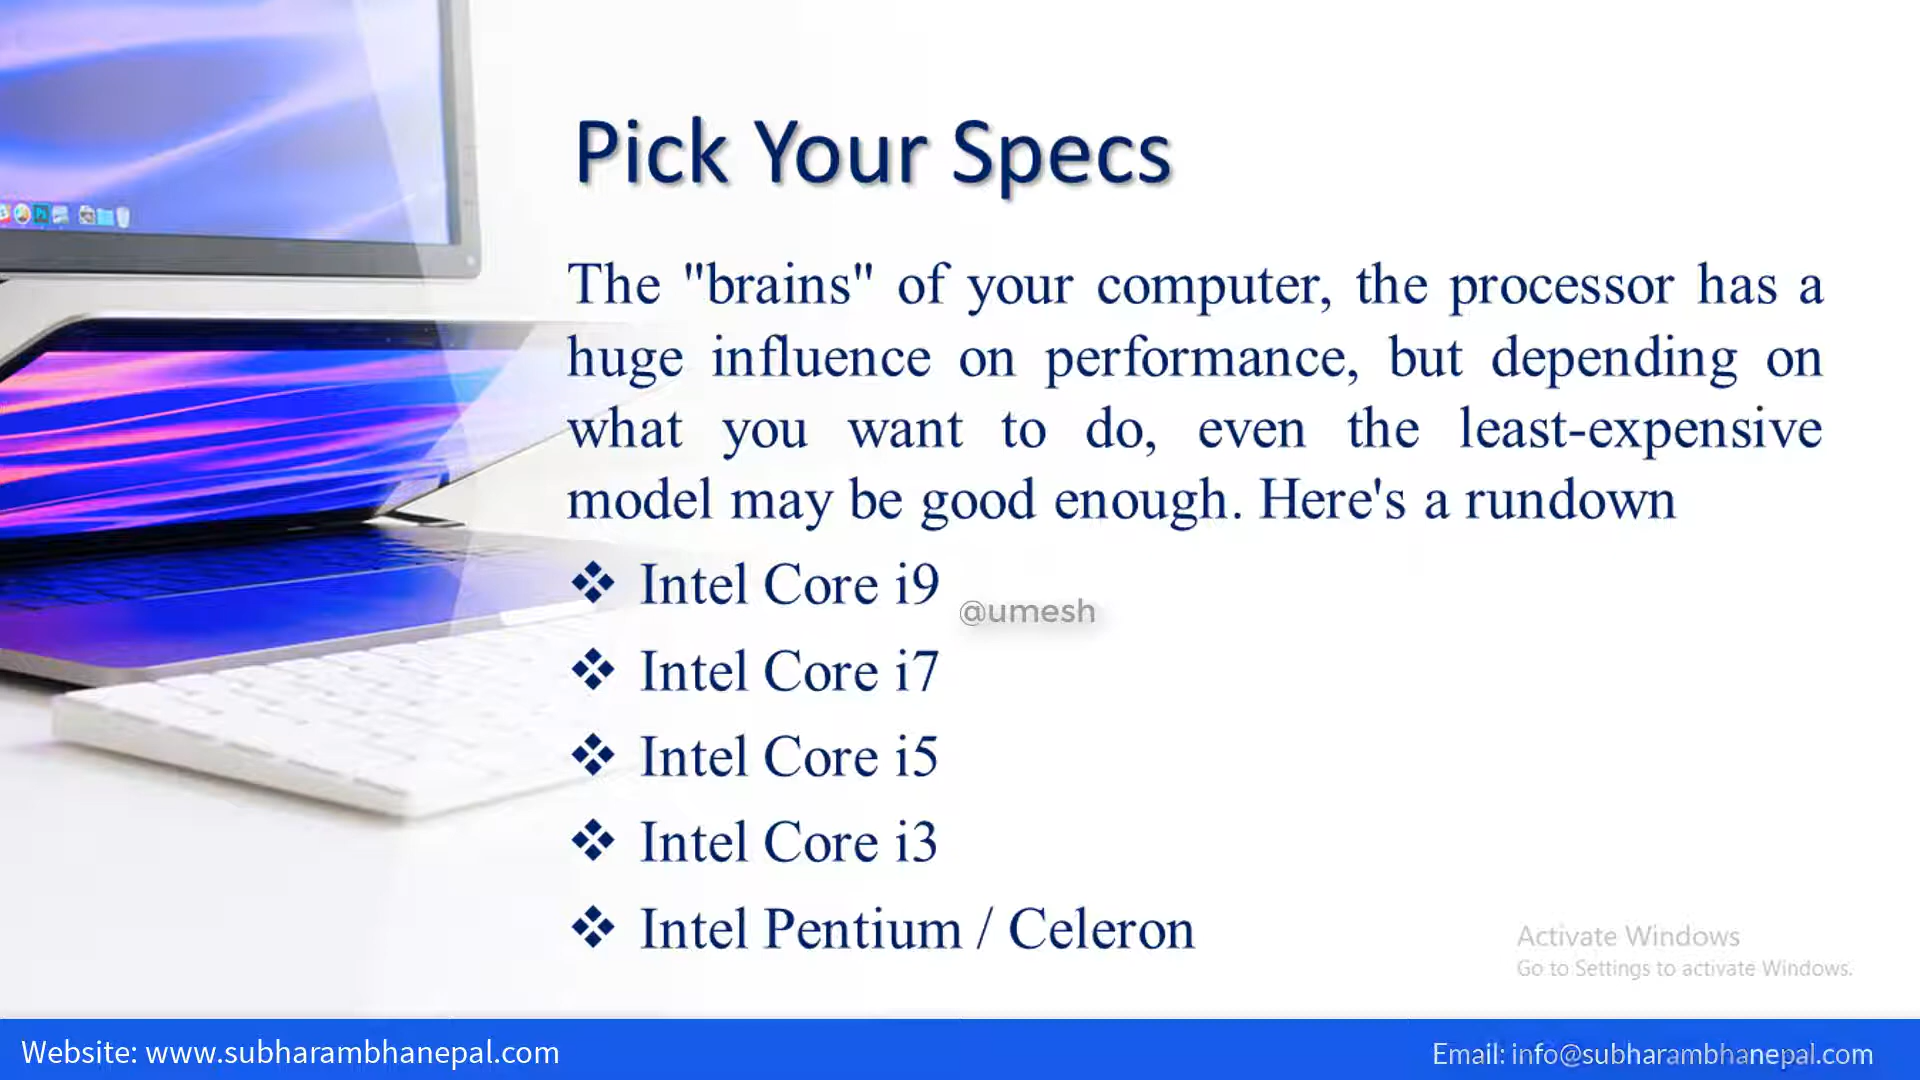 Pick Your Specs
The "brains" of your computer, the processor has a
huge influence on performance, but depending on
what you want to do, even the least-expensive
model may be good enough. Here's a rundown
❖ Intel Core i9
@umesh
❖ Intel Core i7
❖ Intel Core i5
❖ Intel Core i3
❖ Intel Pentium / Celeron
Activate Windows
Go to Settings to activate Windows.
Website: www.subharambhanepal.com
Email: info@subharambhanepal.com